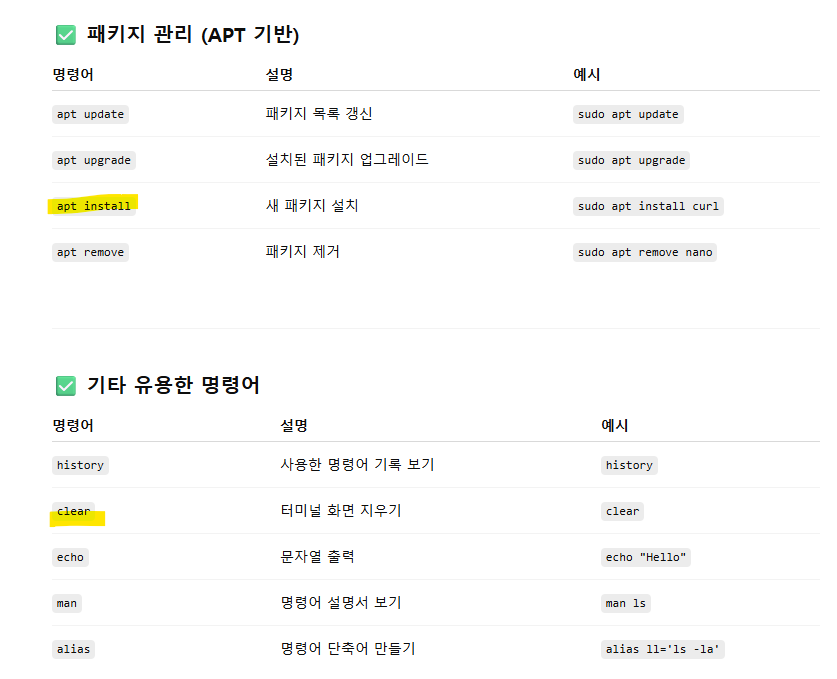 ✅ 패키지 관리 (APT 기반)
명령어 설명 예시
apt update 패키지 목록 갱신 sudo apt update
apt upgrade 설치된 패키지 업그레이드 sudo apt upgrade
apt install 새 패키지 설치 sudo apt install curl
apt remove 패키지 제거 sudo apt remove nano
✅ 기타 유용한 명령어
명령어 설명 예시
history 사용한 명령어 기록 보기 history
clear 터미널 화면 지우기 clear
echo 문자열 출력 echo "Hello"
man 명령어 설명서 보기 man ls
alias 명령어 단축어 만들기 alias ll='ls -la'